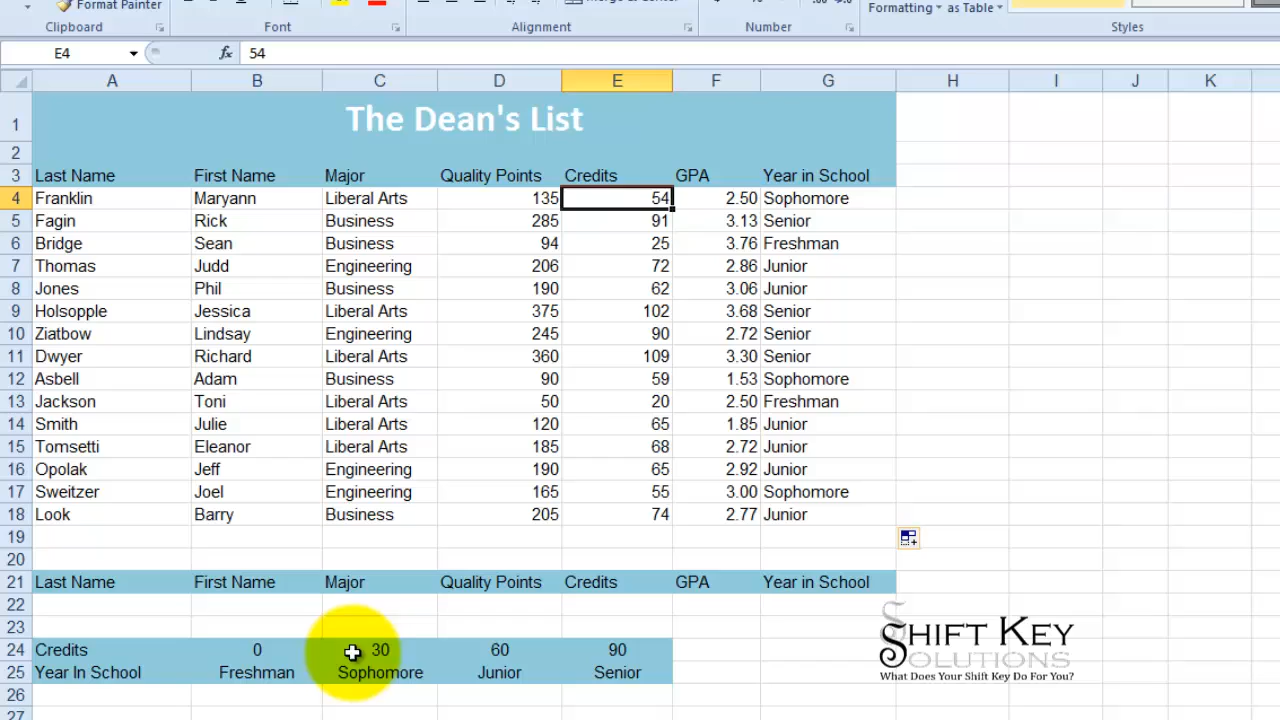 Format Painter
Formatting as Table
Clipboard Font Alignment Number Styles
E4 fx 54
A B C D E F G H I J K
1 The Dean's List
2
3 Last Name First Name Major Quality Points Credits GPA Year in School
4 Franklin Maryann Liberal Arts 135 54 2.50 Sophomore
5 Fagin Rick Business 285 91 3.13 Senior
6 Bridge Sean Business 94 25 3.76 Freshman
7 Thomas Judd Engineering 206 72 2.86 Junior
8 Jones Phil Business 190 62 3.06 Junior
9 Holsopple Jessica Liberal Arts 375 102 3.68 Senior
10 Ziatbow Lindsay Engineering 245 90 2.72 Senior
11 Dwyer Richard Liberal Arts 360 109 3.30 Senior
12 Asbell Adam Business 90 59 1.53 Sophomore
13 Jackson Toni Liberal Arts 50 20 2.50 Freshman
14 Smith Julie Liberal Arts 120 65 1.85 Junior
15 Tomsetti Eleanor Liberal Arts 185 68 2.72 Junior
16 Opolak Jeff Engineering 190 65 2.92 Junior
17 Sweitzer Joel Engineering 165 55 3.00 Sophomore
18 Look Barry Business 205 74 2.77 Junior
19
20
21 Last Name First Name Major Quality Points Credits GPA Year in School
22
23
24 Credits 0 30 60 90
25 Year In School Freshman Sophomore Junior Senior
26
27
Shift Key
Solutions
What Does Your Shift Key Do For You?